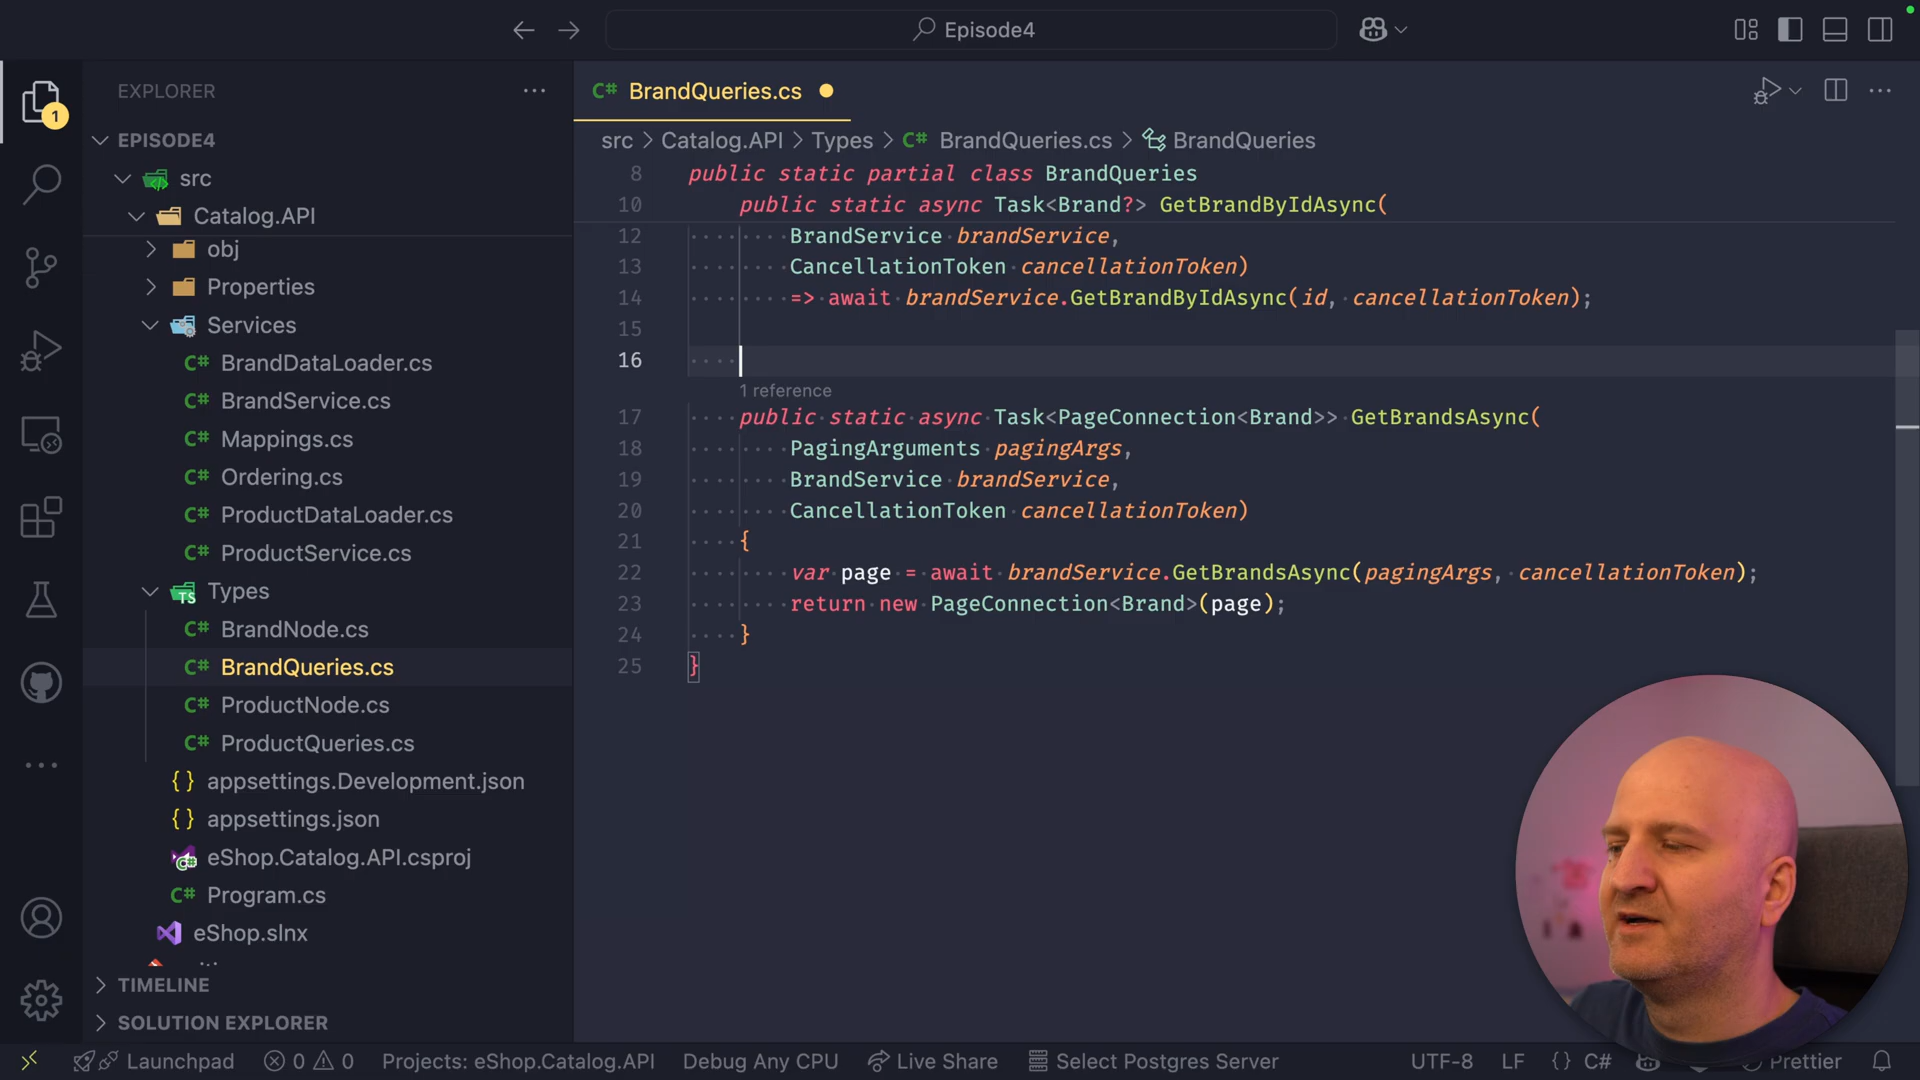 Episode4
EXPLORER
1
EPISODE4
src
Catalog.API
obj
Properties
Services
C# BrandDataLoader.cs
C# BrandService.cs
C# Mappings.cs
C# Ordering.cs
C# ProductDataLoader.cs
C# ProductService.cs
TS Types
C# BrandNode.cs
C# BrandQueries.cs
C# ProductNode.cs
C# ProductQueries.cs
{} appsettings.Development.json
{} appsettings.json
eShop.Catalog.API.csproj
C# Program.cs
eShop.slnx
TIMELINE
SOLUTION EXPLORER
C# BrandQueries.cs
src > Catalog.API > Types > C# BrandQueries.cs > BrandQueries
8 public static partial class BrandQueries
10 public static async Task<Brand?> GetBrandByIdAsync(
12 BrandService brandService,
13 CancellationToken cancellationToken)
14 => await brandService.GetBrandByIdAsync(id, cancellationToken);
15
16
1 reference
17 public static async Task<PageConnection<Brand>> GetBrandsAsync(
18 PagingArguments pagingArgs,
19 BrandService brandService,
20 CancellationToken cancellationToken)
21 {
22 var page = await brandService.GetBrandsAsync(pagingArgs, cancellationToken);
23 return new PageConnection<Brand>(page);
24 }
25 }
Launchpad 0 0 Projects: eShop.Catalog.API Debug Any CPU Live Share Select Postgres Server UTF-8 LF {} C# Prettier